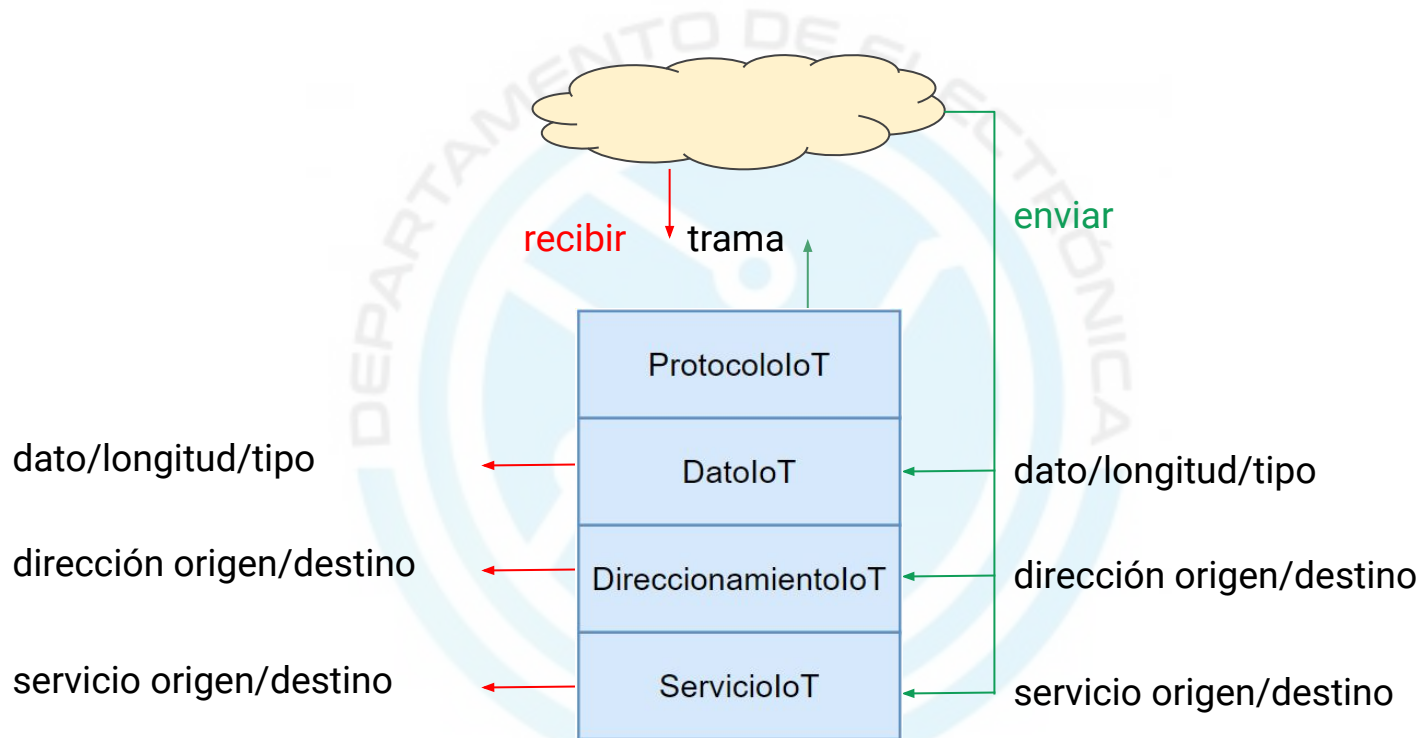 DEPARTAMENTO DE ELECTRÓNICA
enviar
recibir trama
ProtocoloIoT
dato/longitud/tipo DatoIoT dato/longitud/tipo
dirección origen/destino DireccionamientoIoT dirección origen/destino
servicio origen/destino ServicioIoT servicio origen/destino